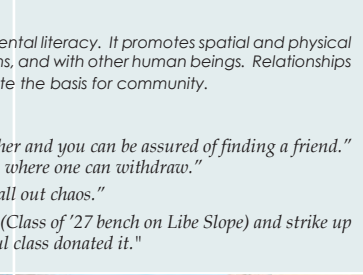 ental literacy. It promotes spatial and physical
ns, and with other human beings. Relationships
te the basis for community.
her and you can be assured of finding a friend."
where one can withdraw."
all out chaos."
(Class of '27 bench on Libe Slope) and strike up
ul class donated it."